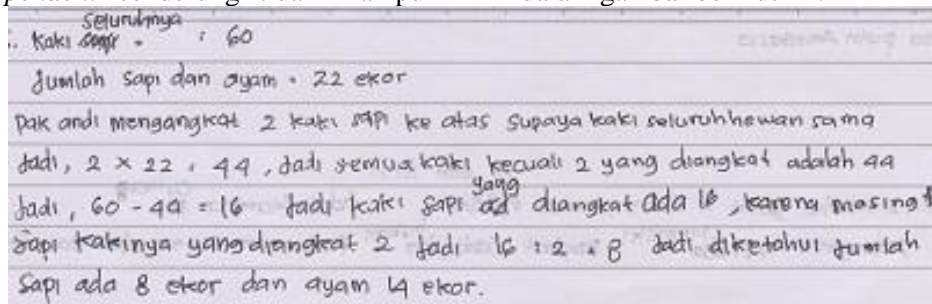 seluruhnya
Kaki : 60
Jumlah sapi dan ayam = 22 ekor
Pak andi mengangkat 2 kaki sapi ke atas supaya kaki seluruh hewan sama
Jadi, 2 x 22 = 44, Jadi semua kaki kecuali 2 yang diangkat adalah 44
yang
Jadi, 60 - 44 = 16 Jadi kaki sapi diangkat ada 16, karena masing
sapi kakinya yang diangkat 2 Jadi 16 : 2 = 8 Jadi diketahui Jumlah
Sapi ada 8 ekor dan ayam 14 ekor.